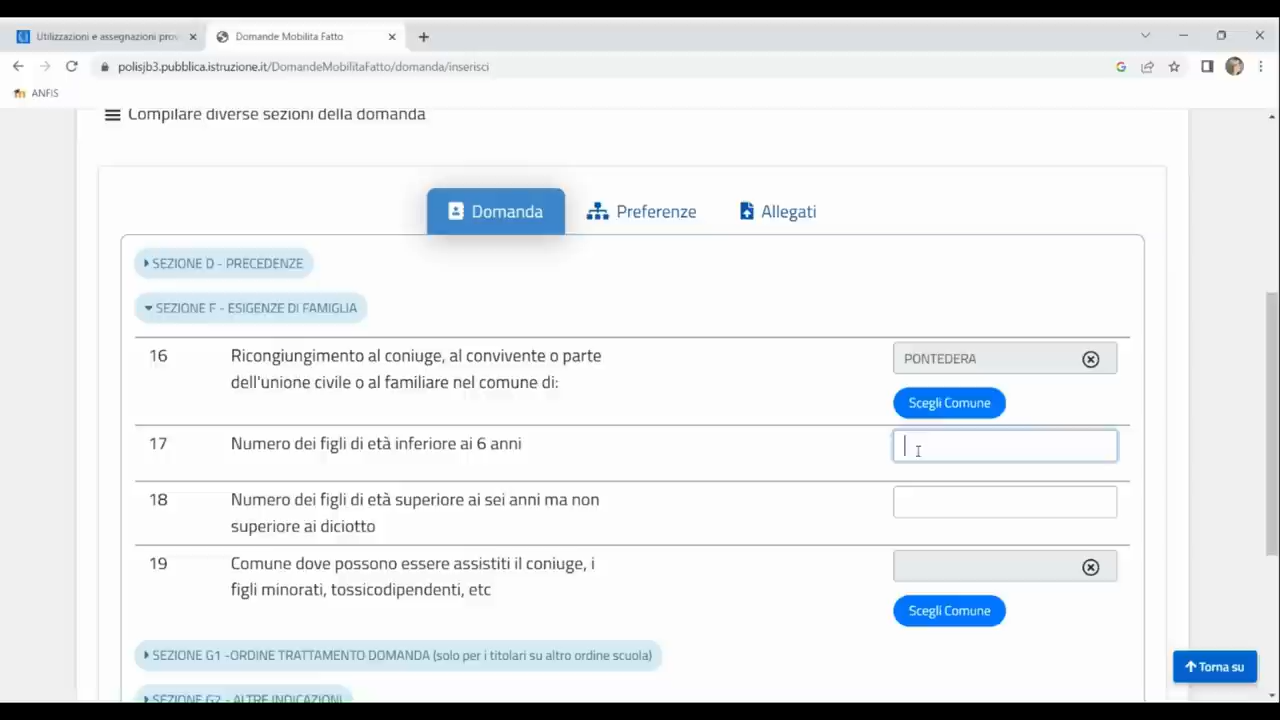 Utilizzazioni e assegnazioni prov
Domande Mobilita Fatto
polisjb3.pubblica.istruzione.it/DomandeMobilitaFatto/domanda/inserisci
ANFIS
Compilare diverse sezioni della domanda
Domanda
Preferenze
Allegati
SEZIONE D - PRECEDENZE
SEZIONE F - ESIGENZE DI FAMIGLIA
16 Ricongiungimento al coniuge, al convivente o parte
dell'unione civile o al familiare nel comune di:
PONTEDERA
Scegli Comune
17 Numero dei figli di età inferiore ai 6 anni
18 Numero dei figli di età superiore ai sei anni ma non
superiore ai diciotto
19 Comune dove possono essere assistiti il coniuge, i
figli minorati, tossicodipendenti, etc
Scegli Comune
SEZIONE G1 -ORDINE TRATTAMENTO DOMANDA (solo per i titolari su altro ordine scuola)
SEZIONE G2 - ALTRE INDICAZIONI
Torna su